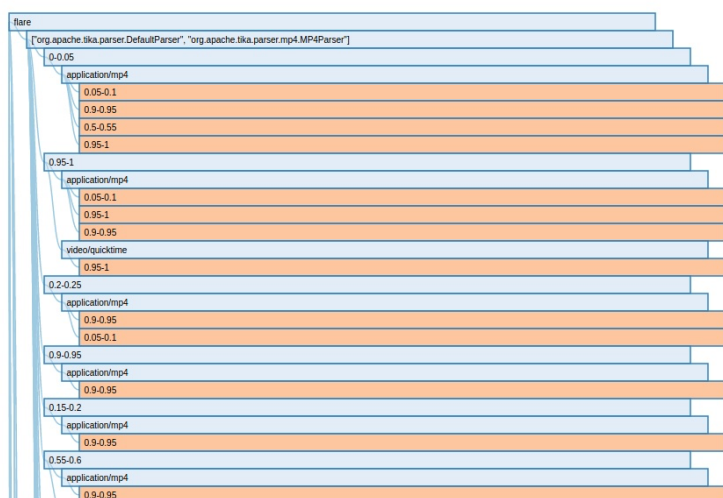 flare
["org.apache.tika.parser.DefaultParser", "org.apache.tika.parser.mp4.MP4Parser"]
0-0.05
application/mp4
0.05-0.1
0.9-0.95
0.5-0.55
0.95-1
0.95-1
application/mp4
0.05-0.1
0.95-1
0.9-0.95
video/quicktime
0.95-1
0.2-0.25
application/mp4
0.9-0.95
0.05-0.1
0.9-0.95
application/mp4
0.9-0.95
0.15-0.2
application/mp4
0.9-0.95
0.55-0.6
application/mp4
0.9-0.95